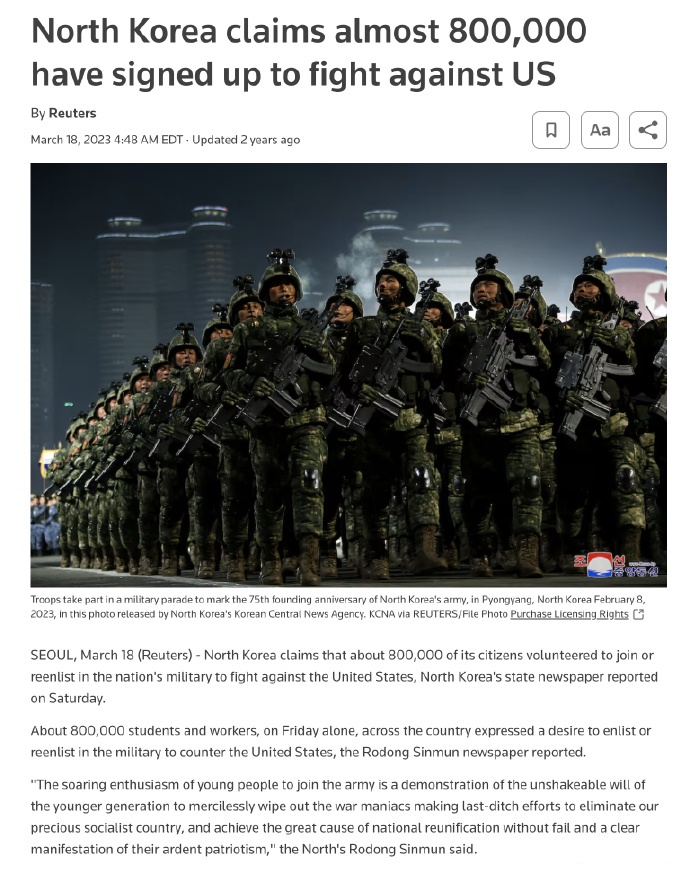 North Korea claims almost 800,000
have signed up to fight against US
By Reuters
March 18, 2023 4:48 AM EDT · Updated 2 years ago
Aa
조선
중앙통신
Troops take part in a military parade to mark the 75th founding anniversary of North Korea's army, in Pyongyang, North Korea February 8,
2023, in this photo released by North Korea's Korean Central News Agency. KCNA via REUTERS/File Photo Purchase Licensing Rights
SEOUL, March 18 (Reuters) - North Korea claims that about 800,000 of its citizens volunteered to join or
reenlist in the nation's military to fight against the United States, North Korea's state newspaper reported
on Saturday.
About 800,000 students and workers, on Friday alone, across the country expressed a desire to enlist or
reenlist in the military to counter the United States, the Rodong Sinmun newspaper reported.
"The soaring enthusiasm of young people to join the army is a demonstration of the unshakeable will of
the younger generation to mercilessly wipe out the war maniacs making last-ditch efforts to eliminate our
precious socialist country, and achieve the great cause of national reunification without fail and a clear
manifestation of their ardent patriotism," the North's Rodong Sinmun said.